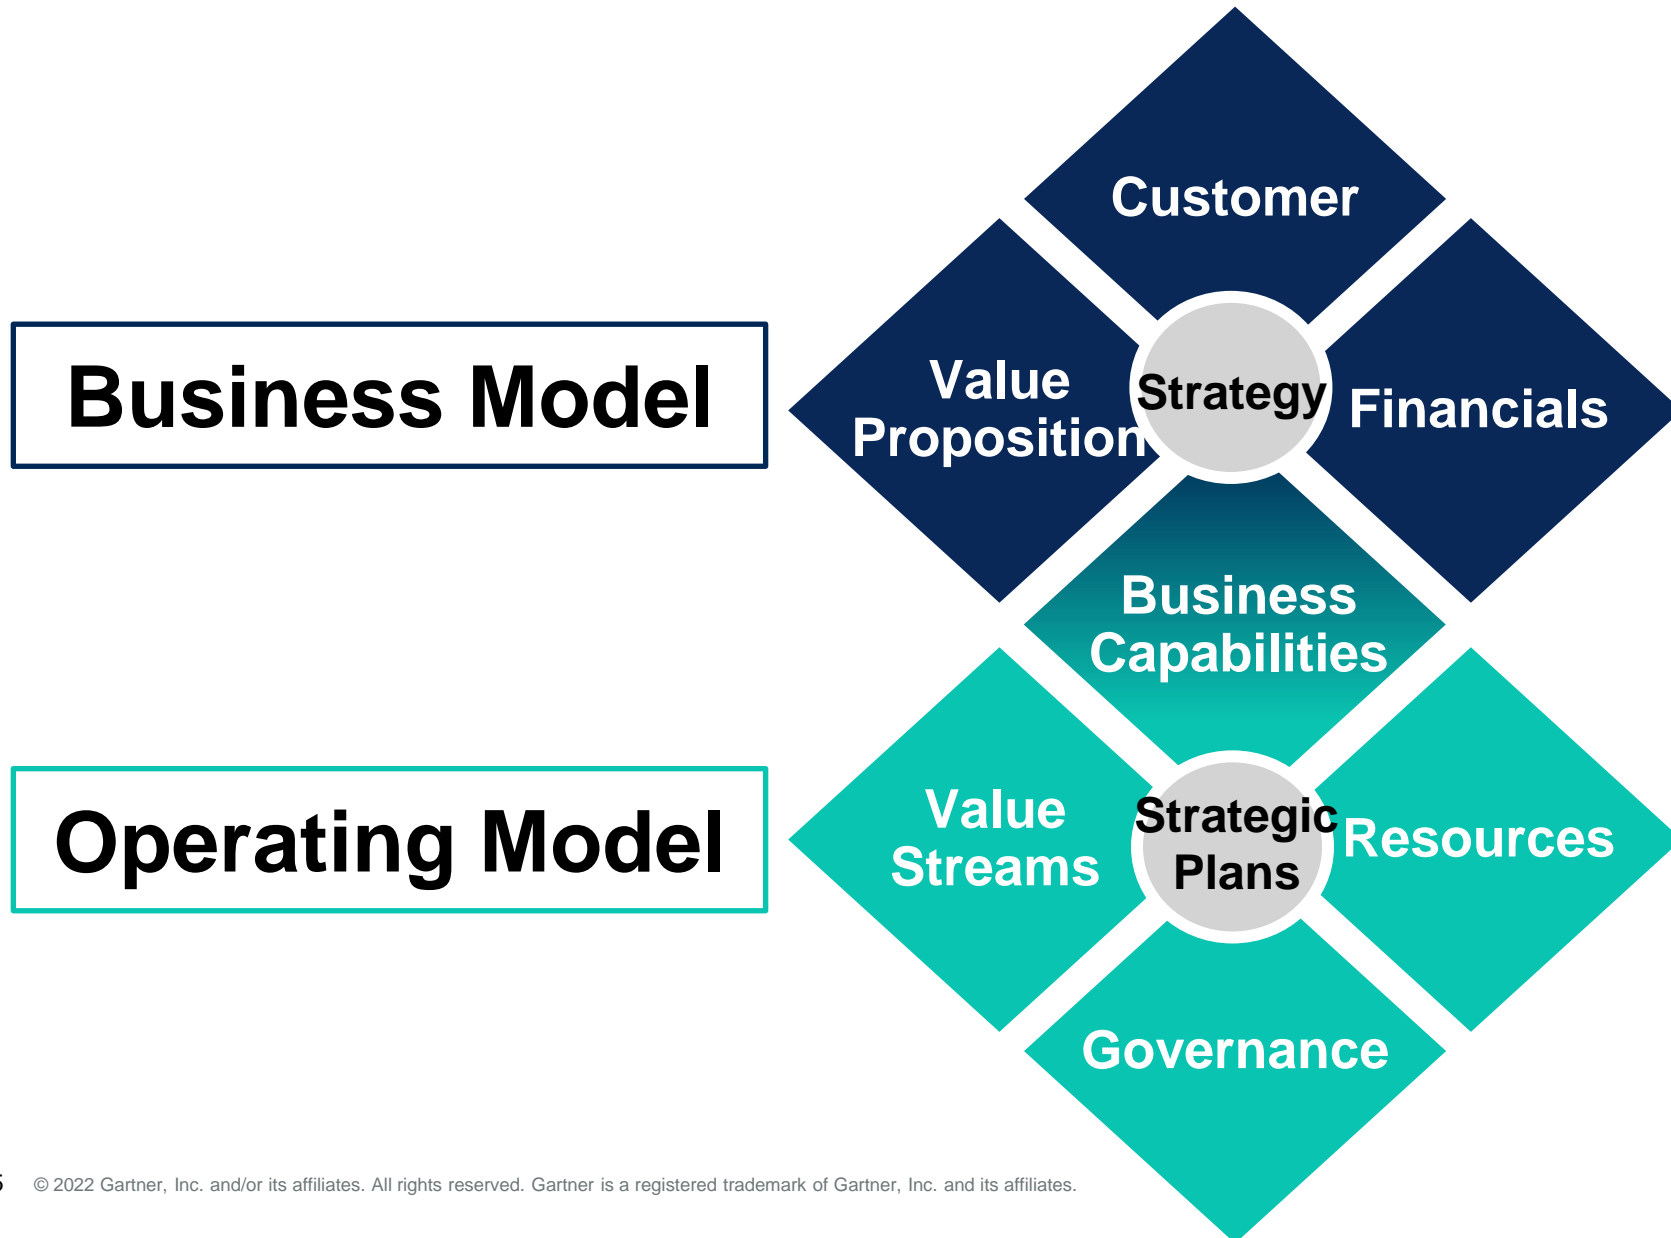 Customer
Business Model
Value
Proposition
Strategy
Financials
Business
Capabilities
Operating Model
Value
Streams
Strategic
Plans
Resources
Governance
© 2022 Gartner, Inc. and/or its affiliates. All rights reserved. Gartner is a registered trademark of Gartner, Inc. and its affiliates.